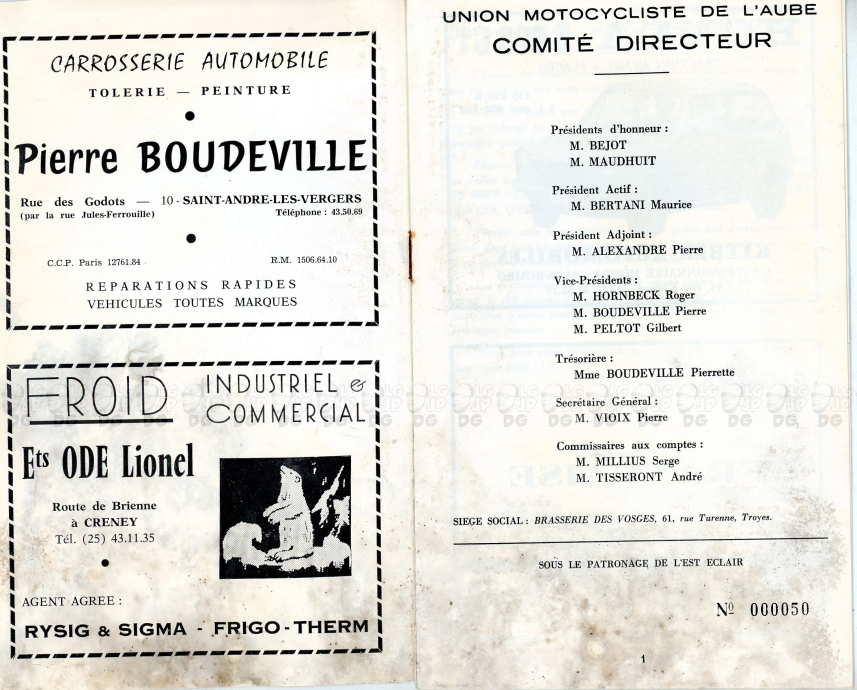 CARROSSERIE AUTOMOBILE
TOLERIE — PEINTURE
Pierre BOUDEVILLE
Rue des Godots — 10 - SAINT-ANDRE-LES-VERGERS
(par la rue Jules-Ferrouille) Téléphone : 43.50.69
C.C.P. Paris 12761.84 R.M. 1506.64.10
REPARATIONS RAPIDES
VEHICULES TOUTES MARQUES
FROID INDUSTRIEL &
COMMERCIAL
Ets ODE Lionel
Route de Brienne
à CRENEY
Tél. (25) 43.11.35
AGENT AGREE :
RYSIG & SIGMA - FRIGO-THERM
UNION MOTOCYCLISTE DE L'AUBE
COMITÉ DIRECTEUR
Présidents d'honneur :
M. BEJOT
M. MAUDHUIT
Président Actif :
M. BERTANI Maurice
Président Adjoint :
M. ALEXANDRE Pierre
Vice-Présidents :
M. HORNBECK Roger
M. BOUDEVILLE Pierre
M. PELTOT Gilbert
Trésorière :
Mme BOUDEVILLE Pierrette
Secrétaire Général :
M. VIOIX Pierre
Commissaires aux comptes :
M. MILLIUS Serge
M. TISSERONT André
SIEGE SOCIAL : BRASSERIE DES VOSGES, 61, rue Turenne, Troyes.
SOUS LE PATRONAGE DE L'EST ECLAIR
Nº 000050
1